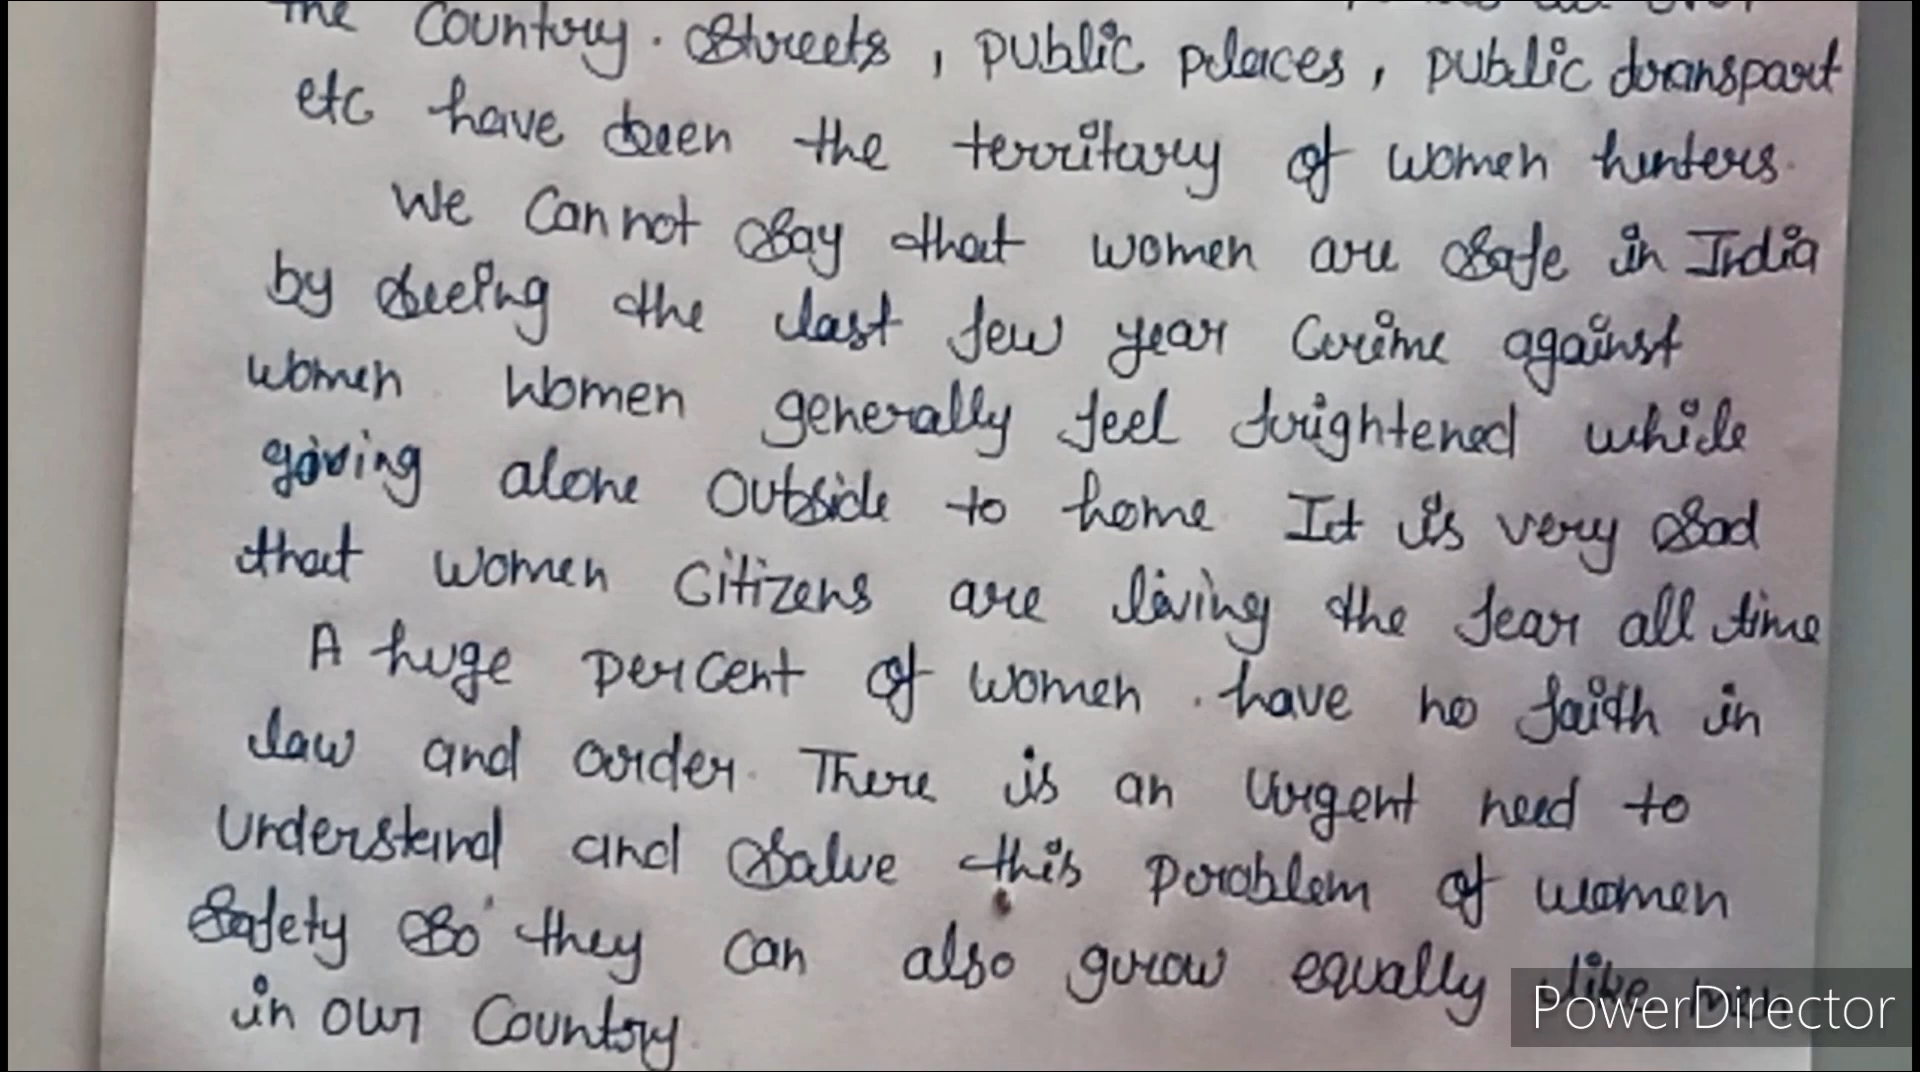 the Country. Streets, public places, public transport
etc have been the territory of women hunters.
We Cannot Say that women are Safe in India
by Seeing the last few year Crime against
women Women generally feel frightened while
going alone Outside to home It is very Sad
that women Citizens are living the fear all time
A huge percent of women have no faith in
law and order. There is an Urgent need to
Understand and Solve this Problem of women
Safety So they can also grow equally like men
in our Country
PowerDirector